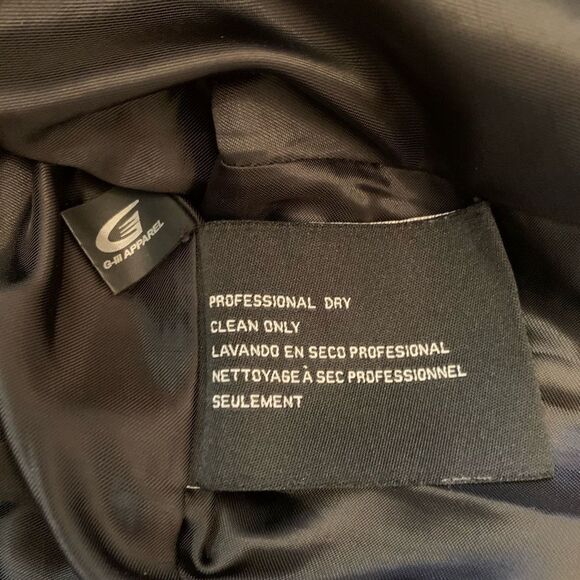 G-III APPAREL
PROFESSIONAL DRY
CLEAN ONLY
LAVANDO EN SECO PROFESIONAL
NETTOYAGE À SEC PROFESSIONNEL
SEULEMENT